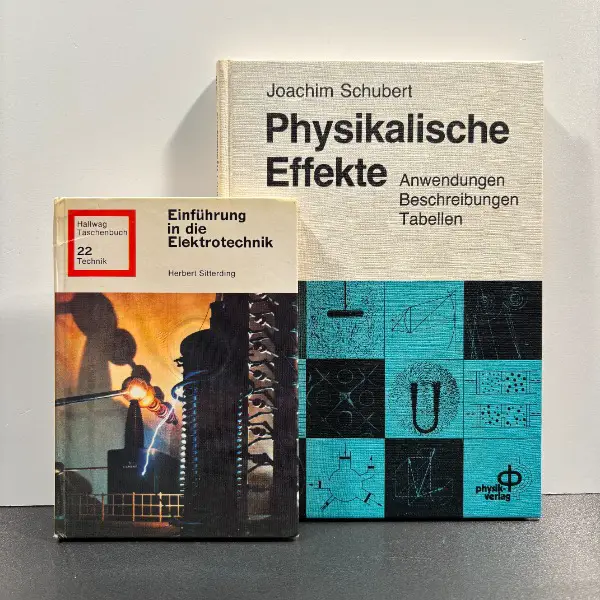 Joachim Schubert
Physikalische
Effekte
Anwendungen
Beschreibungen
Tabellen
physik-
verlag
Hallwag
Taschenbuch
22
Technik
Einführung
in die
Elektrotechnik
Herbert Sitterding